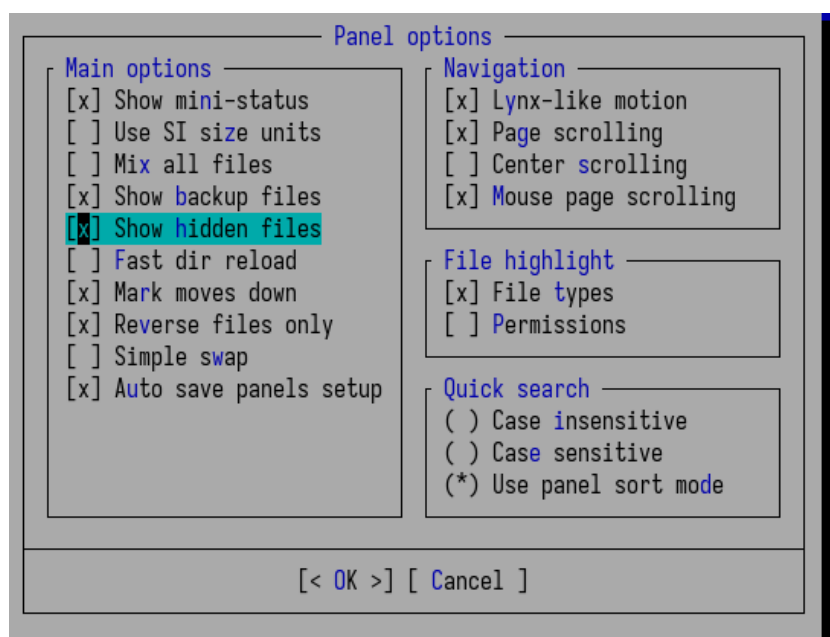 Panel options
Main options
[x] Show mini-status
[ ] Use SI size units
[ ] Mix all files
[x] Show backup files
[x] Show hidden files
[ ] Fast dir reload
[x] Mark moves down
[x] Reverse files only
[ ] Simple swap
[x] Auto save panels setup
Navigation
[x] Lynx-like motion
[x] Page scrolling
[ ] Center scrolling
[x] Mouse page scrolling
File highlight
[x] File types
[ ] Permissions
Quick search
( ) Case insensitive
( ) Case sensitive
(*) Use panel sort mode
[< OK >] [ Cancel ]